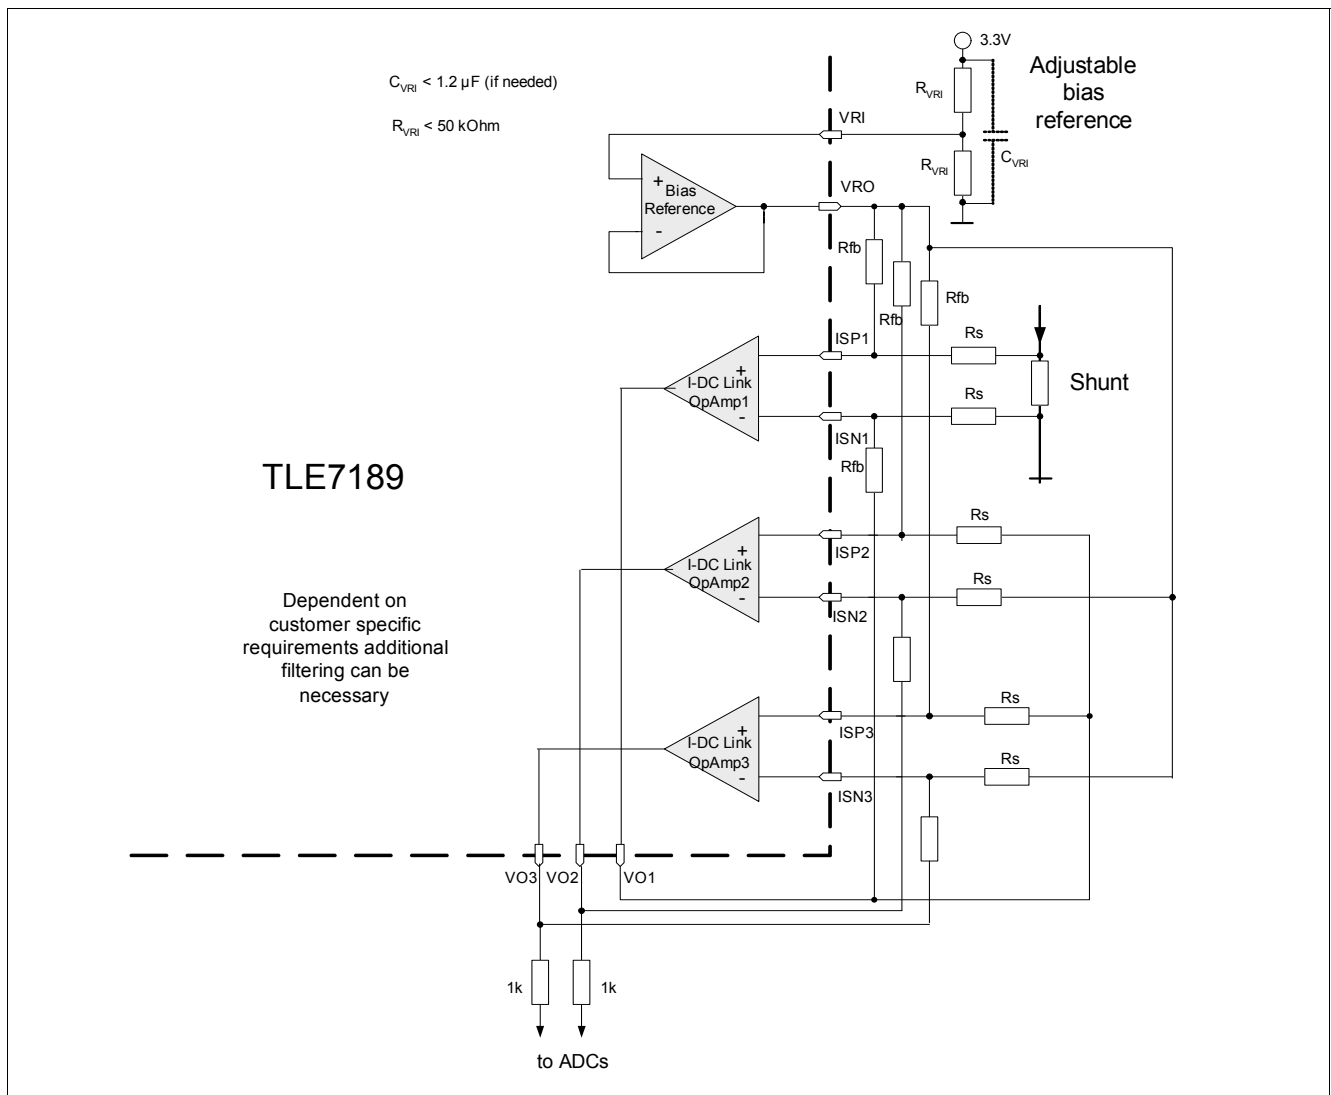 3.3V
C_VRI < 1.2 µF (if needed)
Adjustable
bias
reference
R_VRI
R_VRI < 50 kOhm
VRI
C_VRI
R_VRI
VRO
+
Bias
Reference
-
Rfb
Rfb
Rfb
ISP1
Rs
+
I-DC Link
OpAmp1
-
Shunt
Rs
ISN1
Rfb
TLE7189
Rs
ISP2
+
I-DC Link
OpAmp2
-
Rs
ISN2
Dependent on
customer specific
requirements additional
filtering can be
necessary
Rs
ISP3
+
I-DC Link
OpAmp3
-
Rs
ISN3
VO3
VO2
VO1
1k
1k
to ADCs